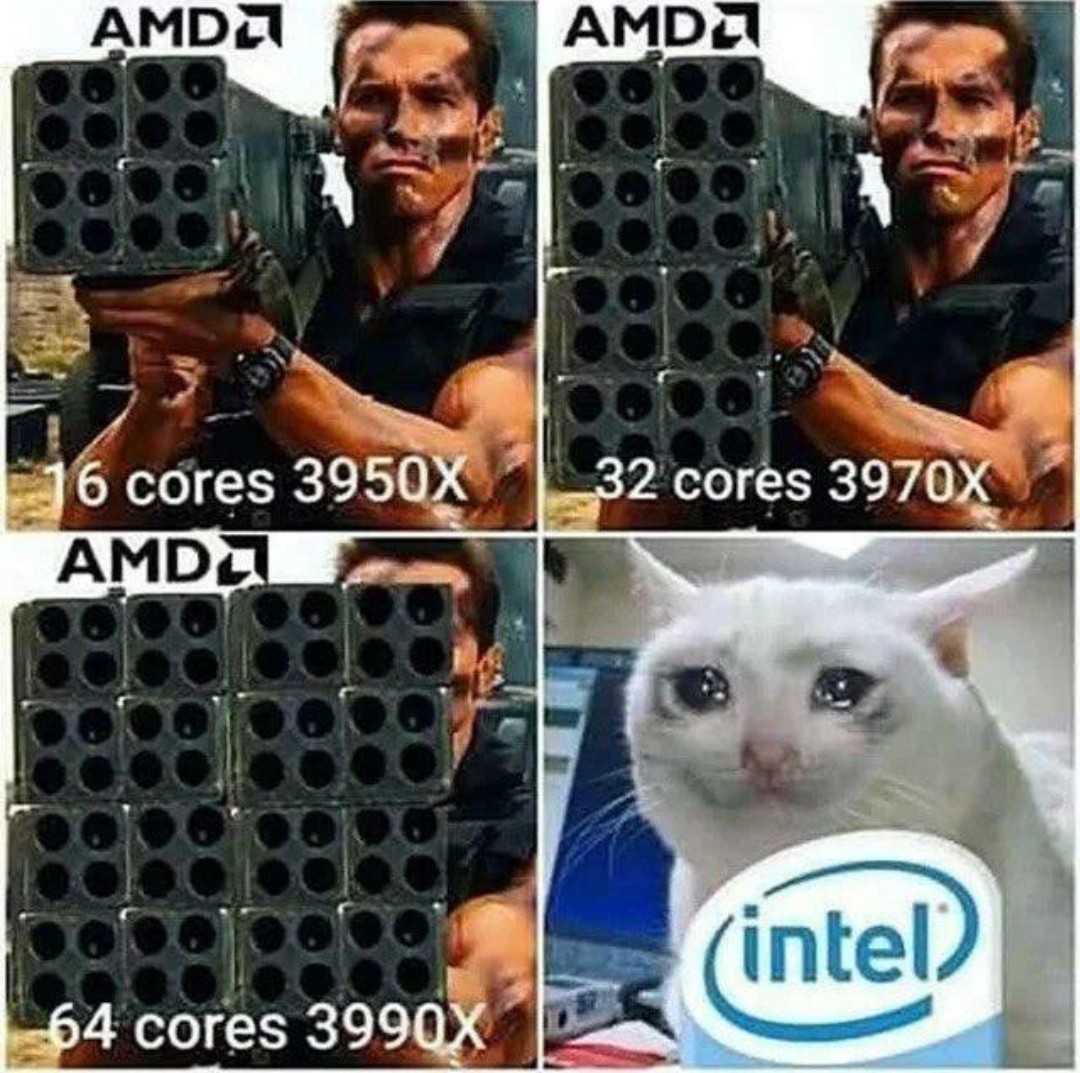 AMD
AMD
16 cores 3950X
32 cores 3970X
AMD
64 cores 3990X
intel